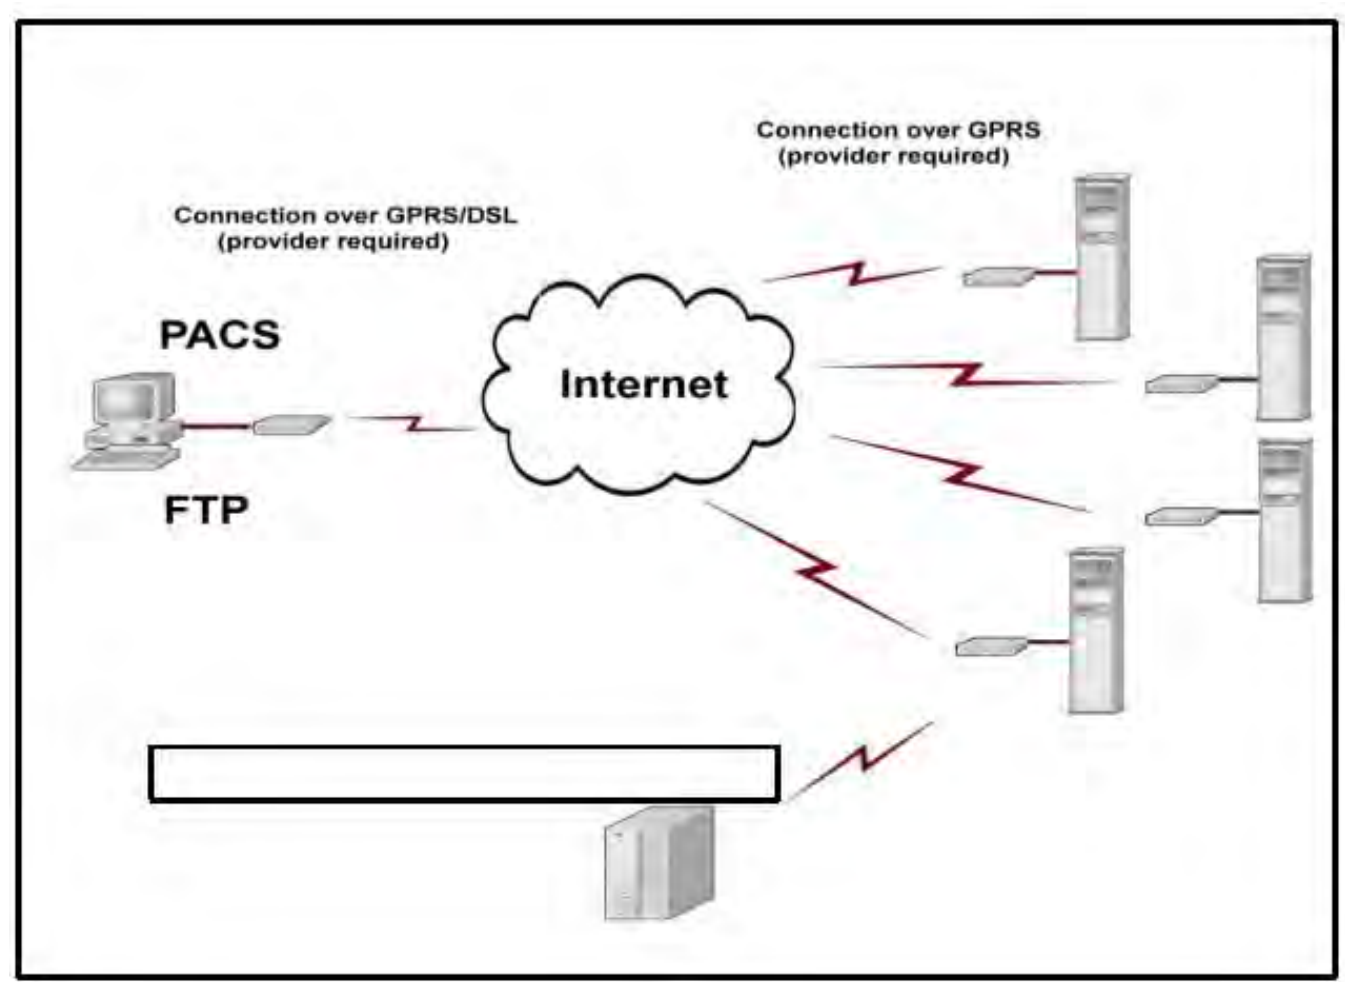 Connection over GPRS
(provider required)
Connection over GPRS/DSL
(provider required)
PACS
Internet
FTP